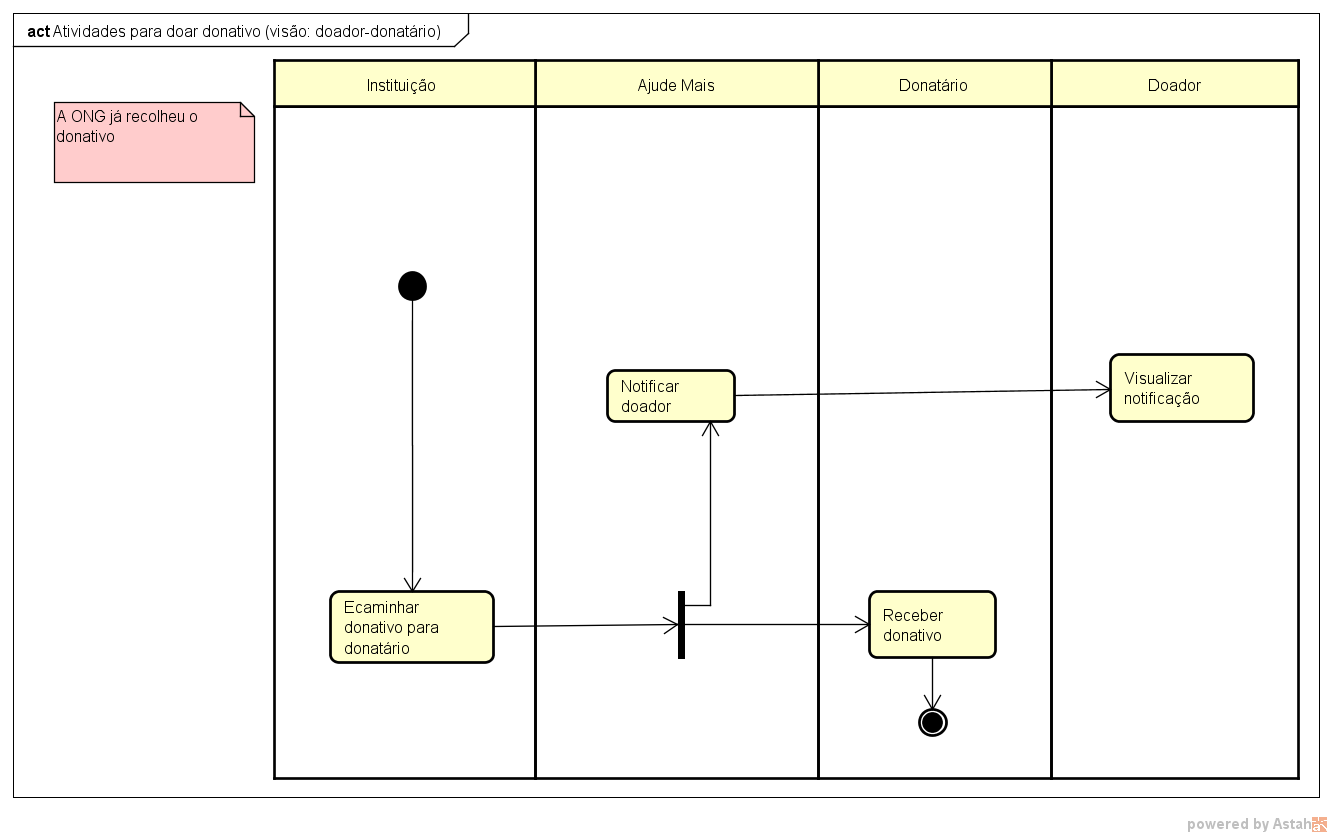 act Atividades para doar donativo (visão: doador-donatário)
Instituição
Ajude Mais
Donatário
Doador
A ONG já recolheu o
donativo
Notificar
doador
Visualizar
notificação
Ecaminhar
donativo para
donatário
Receber
donativo
powered by Astah